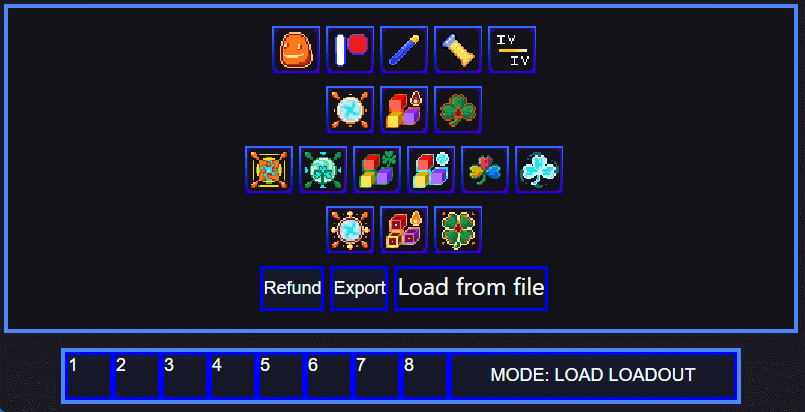 IV
IV
Refund Export Load from file
1 2 3 4 5 6 7 8 MODE: LOAD LOADOUT